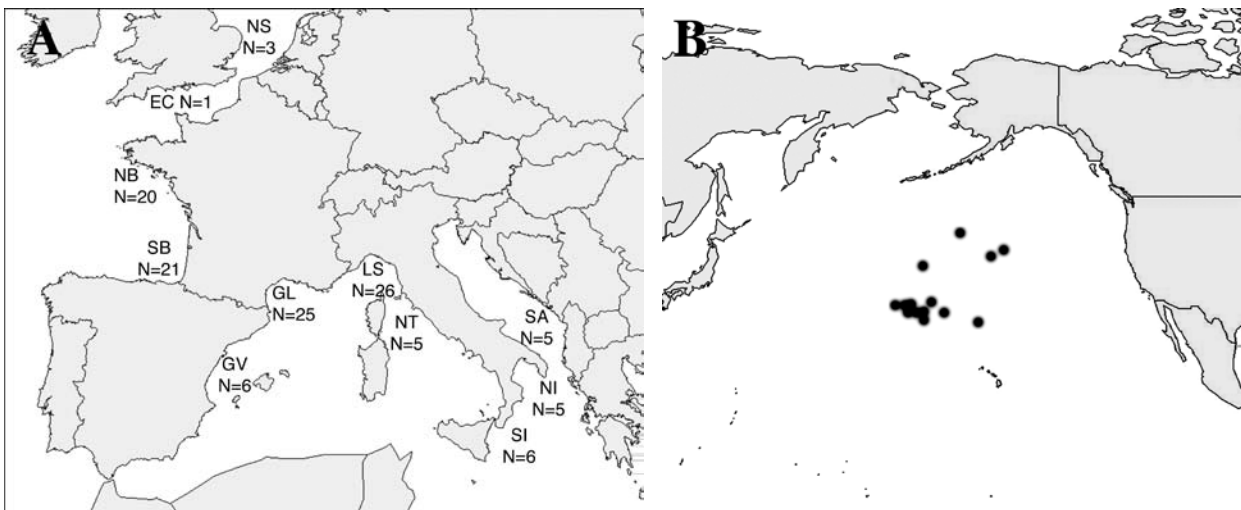 A
NS
N=3
EC N=1
NB
N=20
SB
N=21
LS
N=26
GL
N=25
NT
N=5
SA
N=5
GV
N=6
NI
N=5
SI
N=6
B